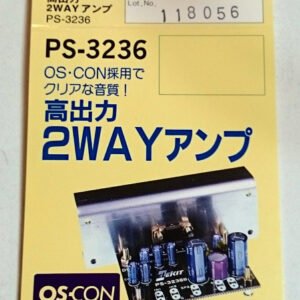 高出力
2WAYアンプ
PS-3236
Lot.No.
118056
PS-3236
OS・CON採用で
クリアな音質!
高出力
2WAYアンプ
PS-3236
OS-CON